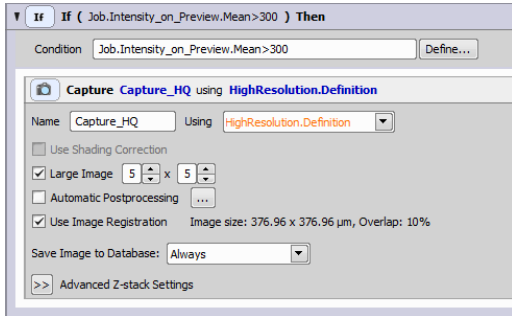 If If ( Job.Intensity_on_Preview.Mean>300 ) Then
Condition Job.Intensity_on_Preview.Mean>300 Define...
Capture Capture_HQ using HighResolution.Definition
Name Capture_HQ Using HighResolution.Definition
Use Shading Correction
Large Image 5 x 5
Automatic Postprocessing ...
Use Image Registration Image size: 376.96 x 376.96 µm, Overlap: 10%
Save Image to Database: Always
>> Advanced Z-stack Settings